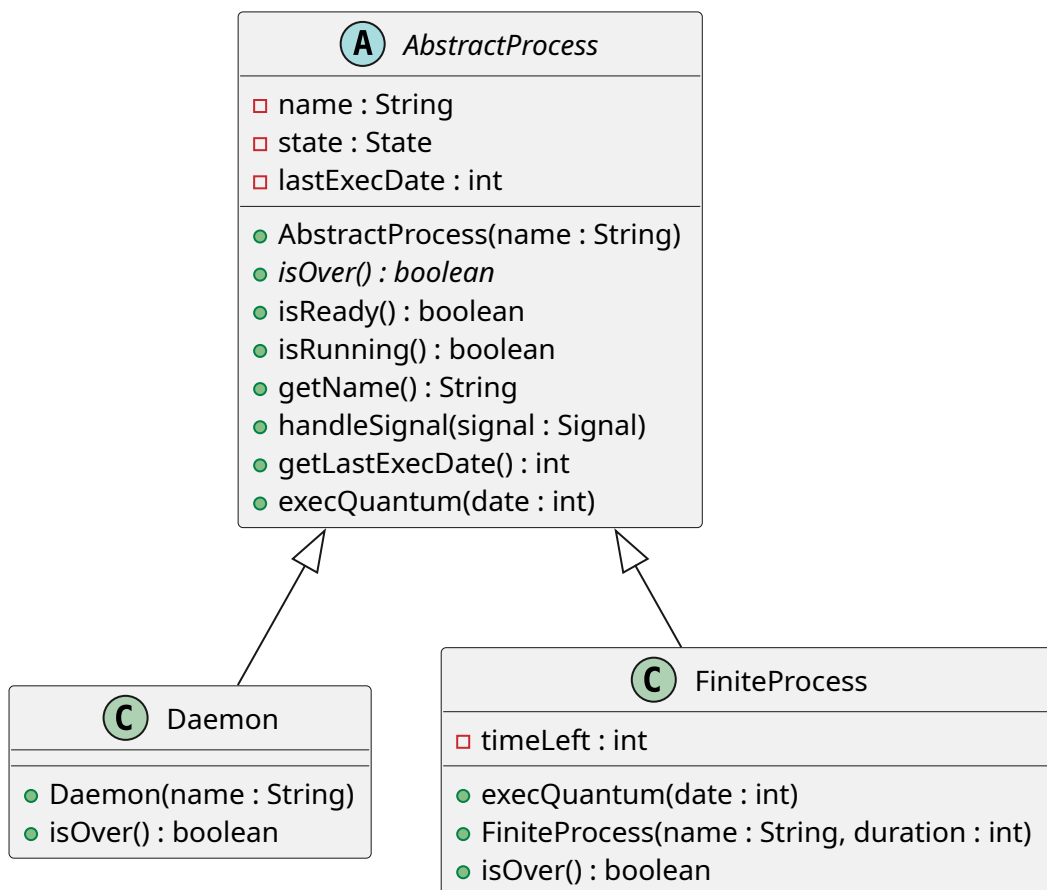 A AbstractProcess
name : String
state : State
lastExecDate : int
AbstractProcess(name : String)
isOver() : boolean
isReady() : boolean
isRunning() : boolean
getName() : String
handleSignal(signal : Signal)
getLastExecDate() : int
execQuantum(date : int)
C Daemon
Daemon(name : String)
isOver() : boolean
C FiniteProcess
timeLeft : int
execQuantum(date : int)
FiniteProcess(name : String, duration : int)
isOver() : boolean